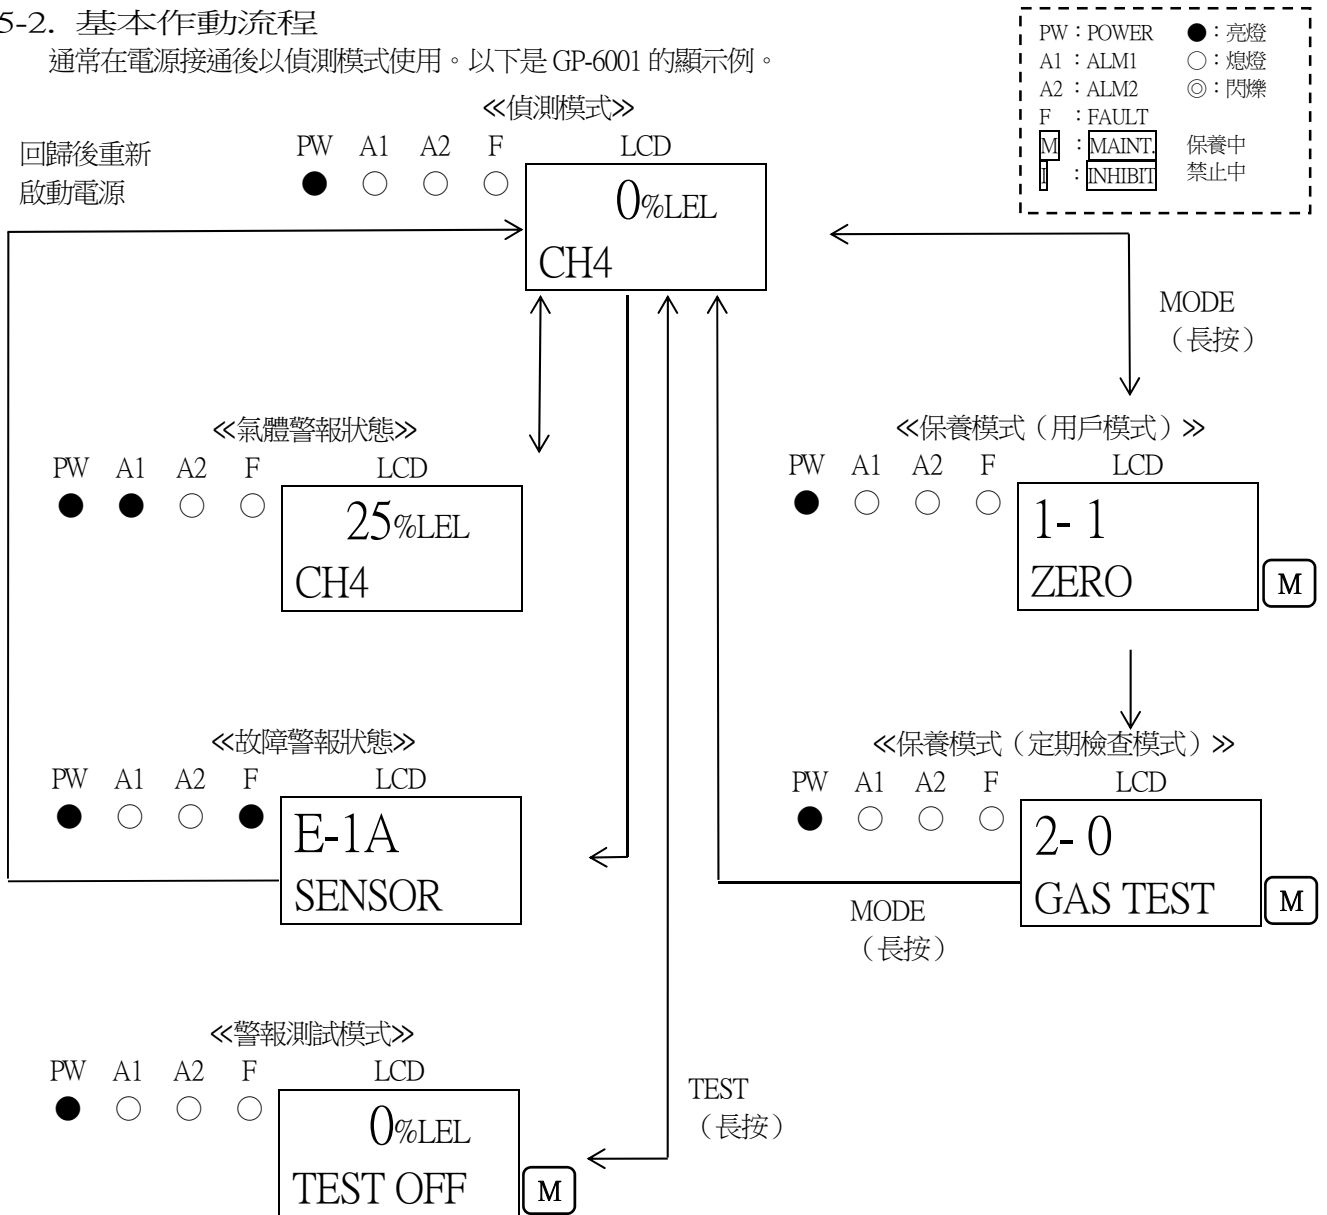 5-2. 基本作動流程
通常在電源接通後以偵測模式使用。以下是 GP-6001 的顯示例。
PW：POWER ●：亮燈
A1：ALM1 ○：熄燈
A2：ALM2 ◎：閃爍
F ：FAULT
M ：MAINT. 保養中
I ：INHIBIT 禁止中
≪偵測模式≫
回歸後重新
啟動電源
PW A1 A2 F LCD
● ○ ○ ○
0%LEL
CH4
MODE
（長按）
≪氣體警報狀態≫
PW A1 A2 F LCD
● ● ○ ○
25%LEL
CH4
≪保養模式（用戶模式）≫
PW A1 A2 F LCD
● ○ ○ ○
1- 1
ZERO
M
≪故障警報狀態≫
PW A1 A2 F LCD
● ○ ○ ●
E-1A
SENSOR
≪保養模式（定期檢查模式）≫
PW A1 A2 F LCD
● ○ ○ ○
2- 0
GAS TEST
M
MODE
（長按）
≪警報測試模式≫
PW A1 A2 F LCD
● ○ ○ ○
0%LEL
TEST OFF
M
TEST
（長按）